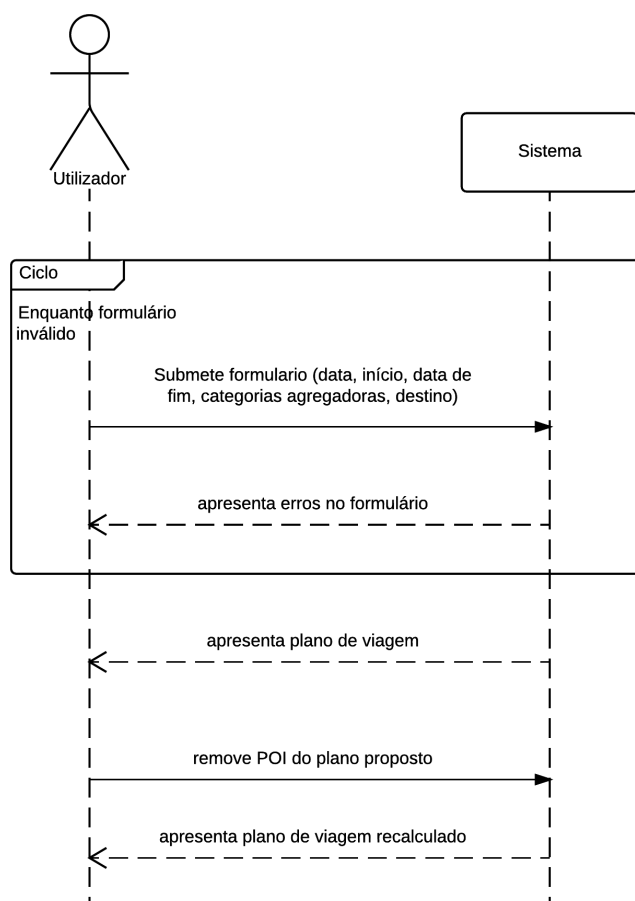 Utilizador
Sistema
Ciclo
Enquanto formulário
inválido
Submete formulario (data, início, data de
fim, categorias agregadoras, destino)
apresenta erros no formulário
apresenta plano de viagem
remove POI do plano proposto
apresenta plano de viagem recalculado